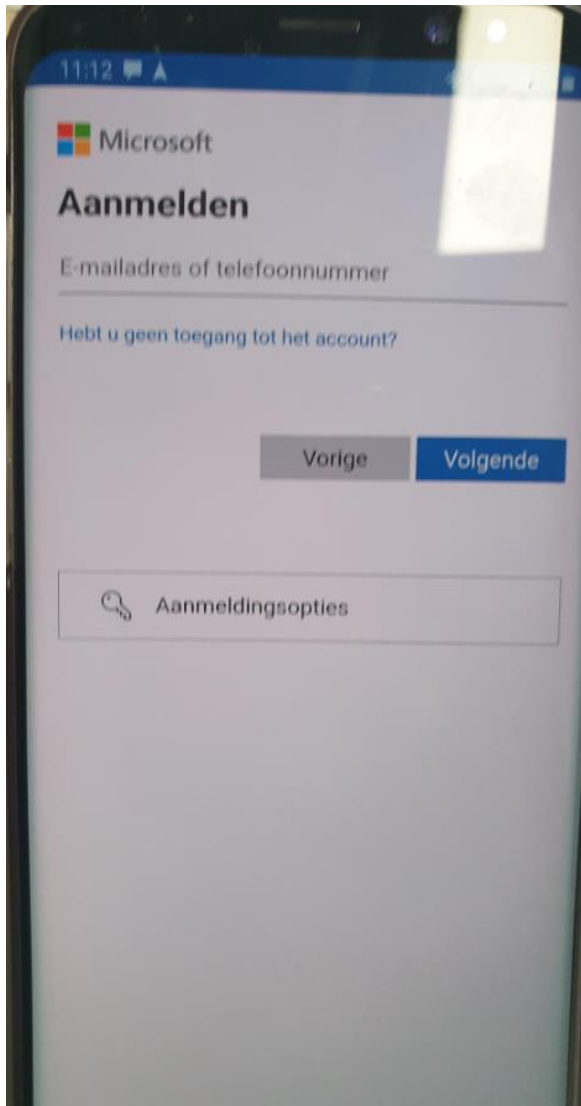 11:12
Microsoft
Aanmelden
E-mailadres of telefoonnummer
Hebt u geen toegang tot het account?
Vorige Volgende
Aanmeldingsopties